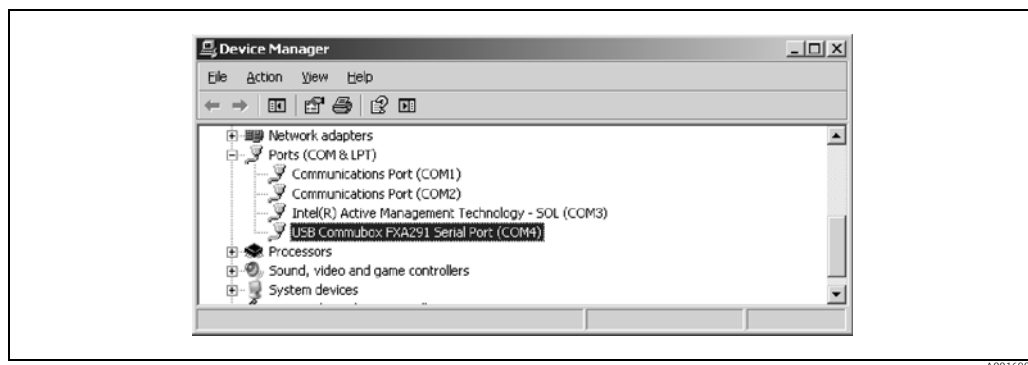 Device Manager
File Action View Help
Network adapters
Ports (COM & LPT)
Communications Port (COM1)
Communications Port (COM2)
Intel(R) Active Management Technology - SOL (COM3)
USB Commubox FXA291 Serial Port (COM4)
Processors
Sound, video and game controllers
System devices